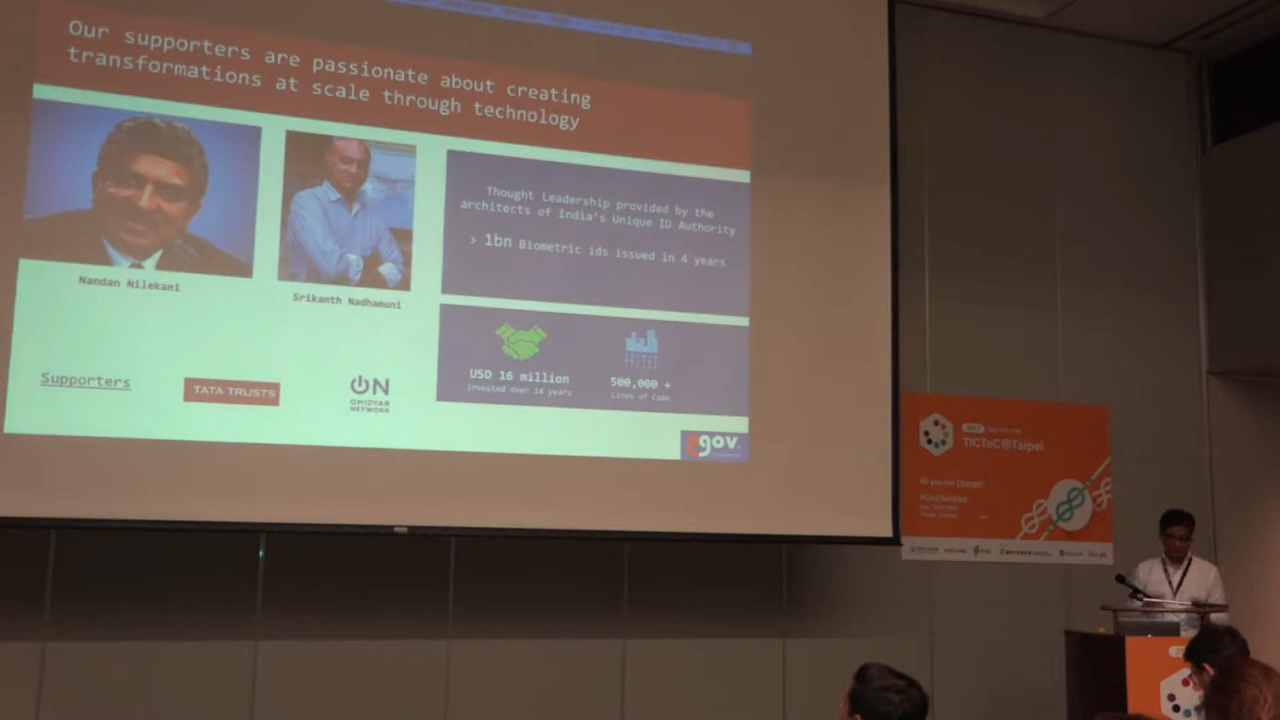 Our supporters are passionate about creating
transformations at scale through technology
Nandan Nilekani
Srikanth Nadhamuni
Thought Leadership provided by the
architects of India's Unique ID Authority
› 1bn Biometric ids issued in 4 years
USD 16 million
Invested over 14 years
500,000 +
Lines of Code
Supporters
TATA TRUSTS
ON
OMIDYAR
NETWORK
egov
TICTeC@Taipei